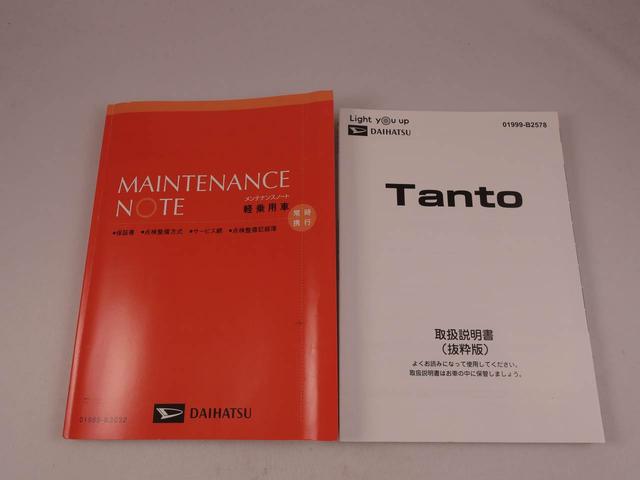 MAINTENANCE
NOTE
メンテナンスノート
軽乗用車
常時
携行
●保証書 ●点検整備方式 ●サービス網 ●点検整備記録簿
DAIHATSU
Light you up
DAIHATSU
01999-B2578
Tanto
取扱説明書
(抜粋版)
よくお読みになって使用してください。
取扱説明書はお車の中に保管しましょう。